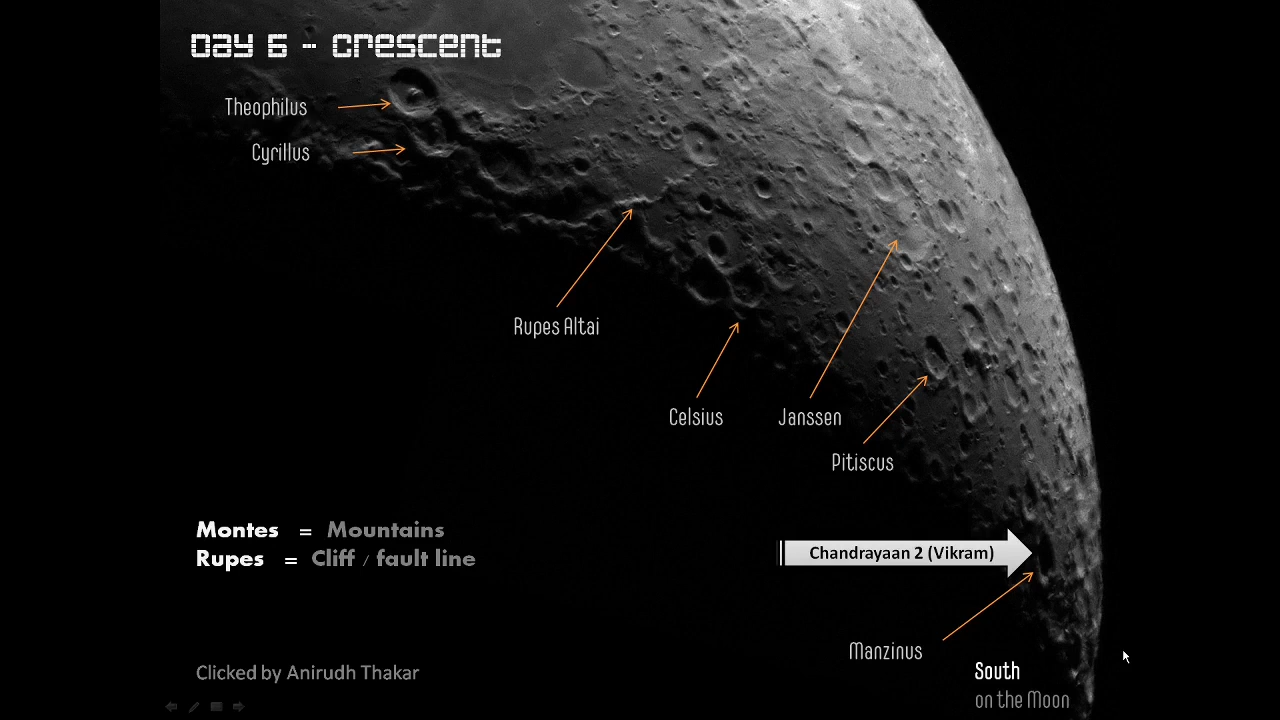 Day 6 - Crescent
Theophilus
Cyrillus
Rupes Altai
Celsius
Janssen
Pitiscus
Montes = Mountains
Rupes = Cliff / fault line
Chandrayaan 2 (Vikram)
Manzinus
Clicked by Anirudh Thakar
South
on the Moon